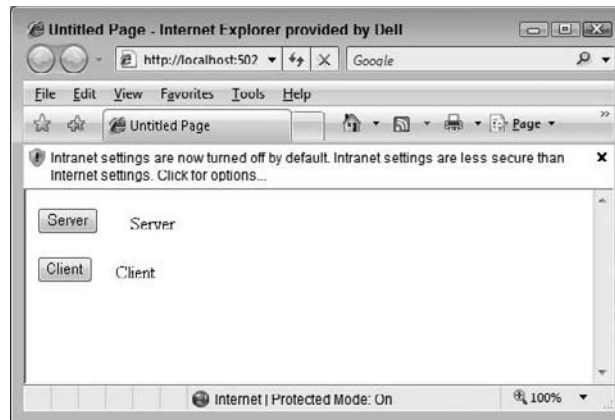 Untitled Page - Internet Explorer provided by Dell
http://localhost:502
Google
File Edit View Favorites Tools Help
Untitled Page
Page
Intranet settings are now turned off by default. Intranet settings are less secure than
Internet settings. Click for options...
Server Server
Client Client
Internet | Protected Mode: On
100%